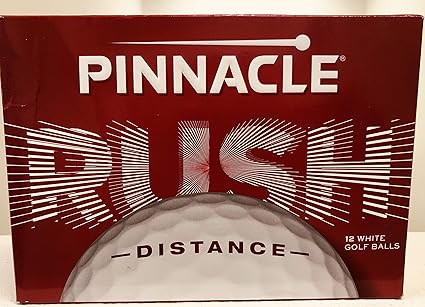 PINNACLE®
RUSH
—DISTANCE—
12 WHITE
GOLF BALLS